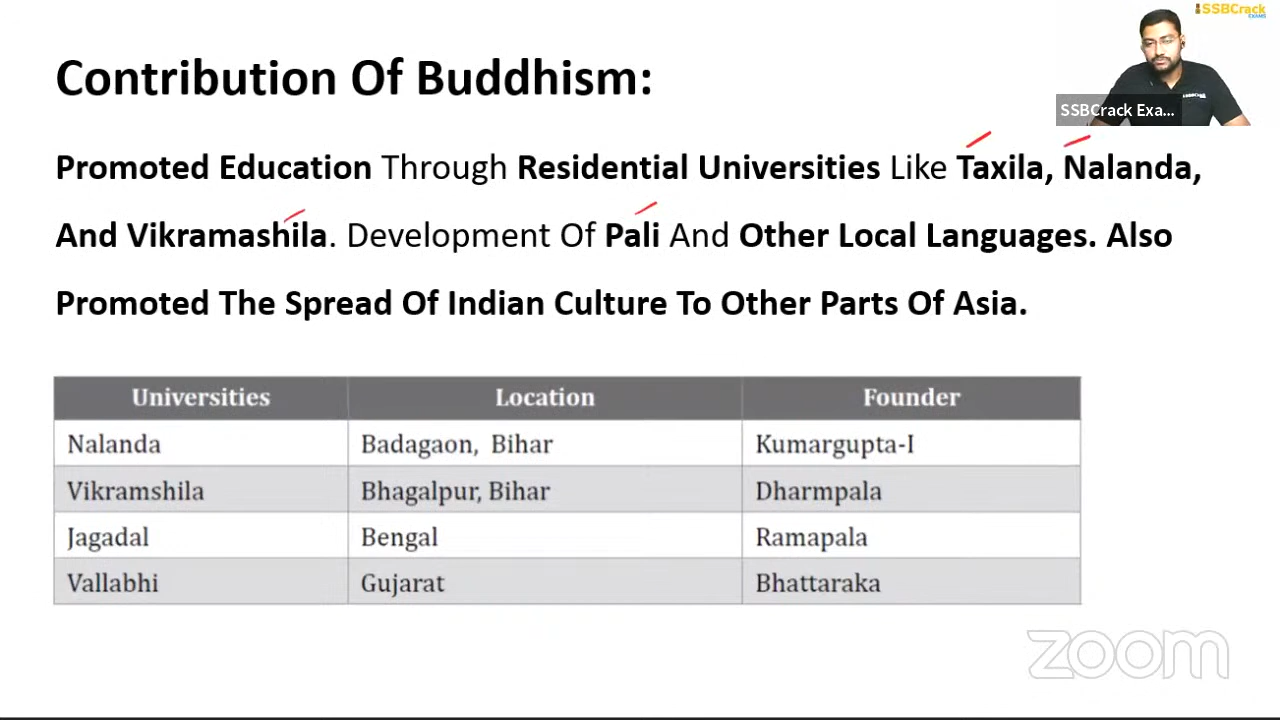 SSBCrack
EXAMS
SSBCrack Exa...
Contribution Of Buddhism:
Promoted Education Through Residential Universities Like Taxila, Nalanda,
And Vikramashila. Development Of Pali And Other Local Languages. Also
Promoted The Spread Of Indian Culture To Other Parts Of Asia.
Universities Location Founder
Nalanda Badagaon, Bihar Kumargupta-I
Vikramshila Bhagalpur, Bihar Dharmpala
Jagadal Bengal Ramapala
Vallabhi Gujarat Bhattaraka
zoom